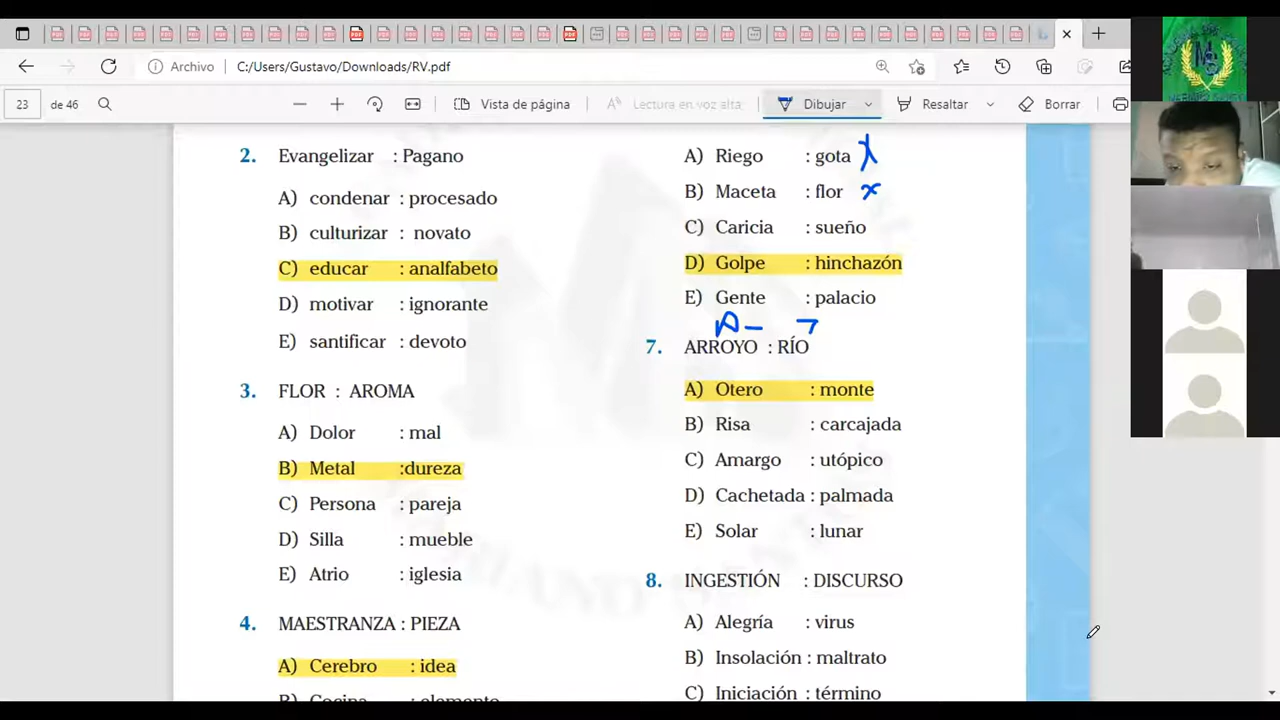 Archivo
C:/Users/Gustavo/Downloads/RV.pdf
23
de 46
Vista de página
Lectura en voz alta
Dibujar
Resaltar
Borrar
2. Evangelizar : Pagano
A) condenar : procesado
B) culturizar : novato
C) educar : analfabeto
D) motivar : ignorante
E) santificar : devoto
3. FLOR : AROMA
A) Dolor : mal
B) Metal :dureza
C) Persona : pareja
D) Silla : mueble
E) Atrio : iglesia
4. MAESTRANZA : PIEZA
A) Cerebro : idea
A) Riego : gota
B) Maceta : flor x
C) Caricia : sueño
D) Golpe : hinchazón
E) Gente : palacio
7. ARROYO : RÍO
A) Otero : monte
B) Risa : carcajada
C) Amargo : utópico
D) Cachetada : palmada
E) Solar : lunar
8. INGESTIÓN : DISCURSO
A) Alegría : virus
B) Insolación : maltrato
C) Iniciación : término